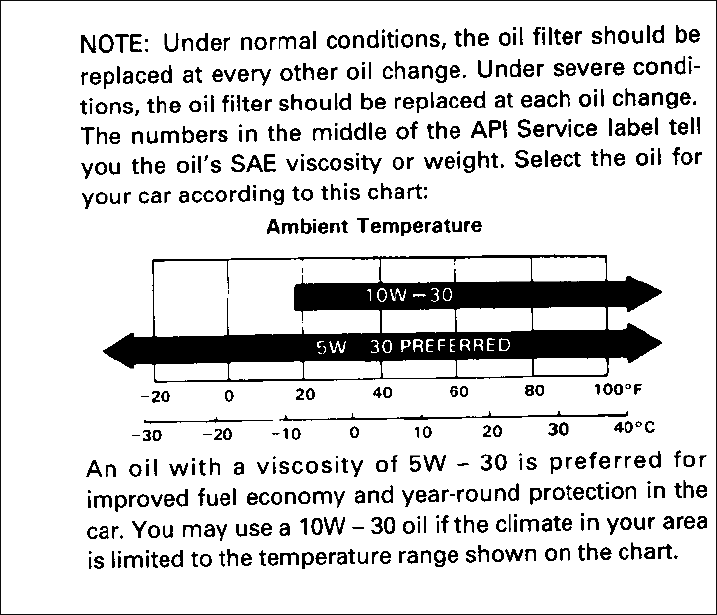 NOTE: Under normal conditions, the oil filter should be
replaced at every other oil change. Under severe condi-
tions, the oil filter should be replaced at each oil change.
The numbers in the middle of the API Service label tell
you the oil's SAE viscosity or weight. Select the oil for
your car according to this chart:
Ambient Temperature
10W – 30
5W 30 PREFERRED
-20 0 20 40 60 80 100°F
-30 -20 -10 0 10 20 30 40°C
An oil with a viscosity of 5W – 30 is preferred for
improved fuel economy and year-round protection in the
car. You may use a 10W – 30 oil if the climate in your area
is limited to the temperature range shown on the chart.